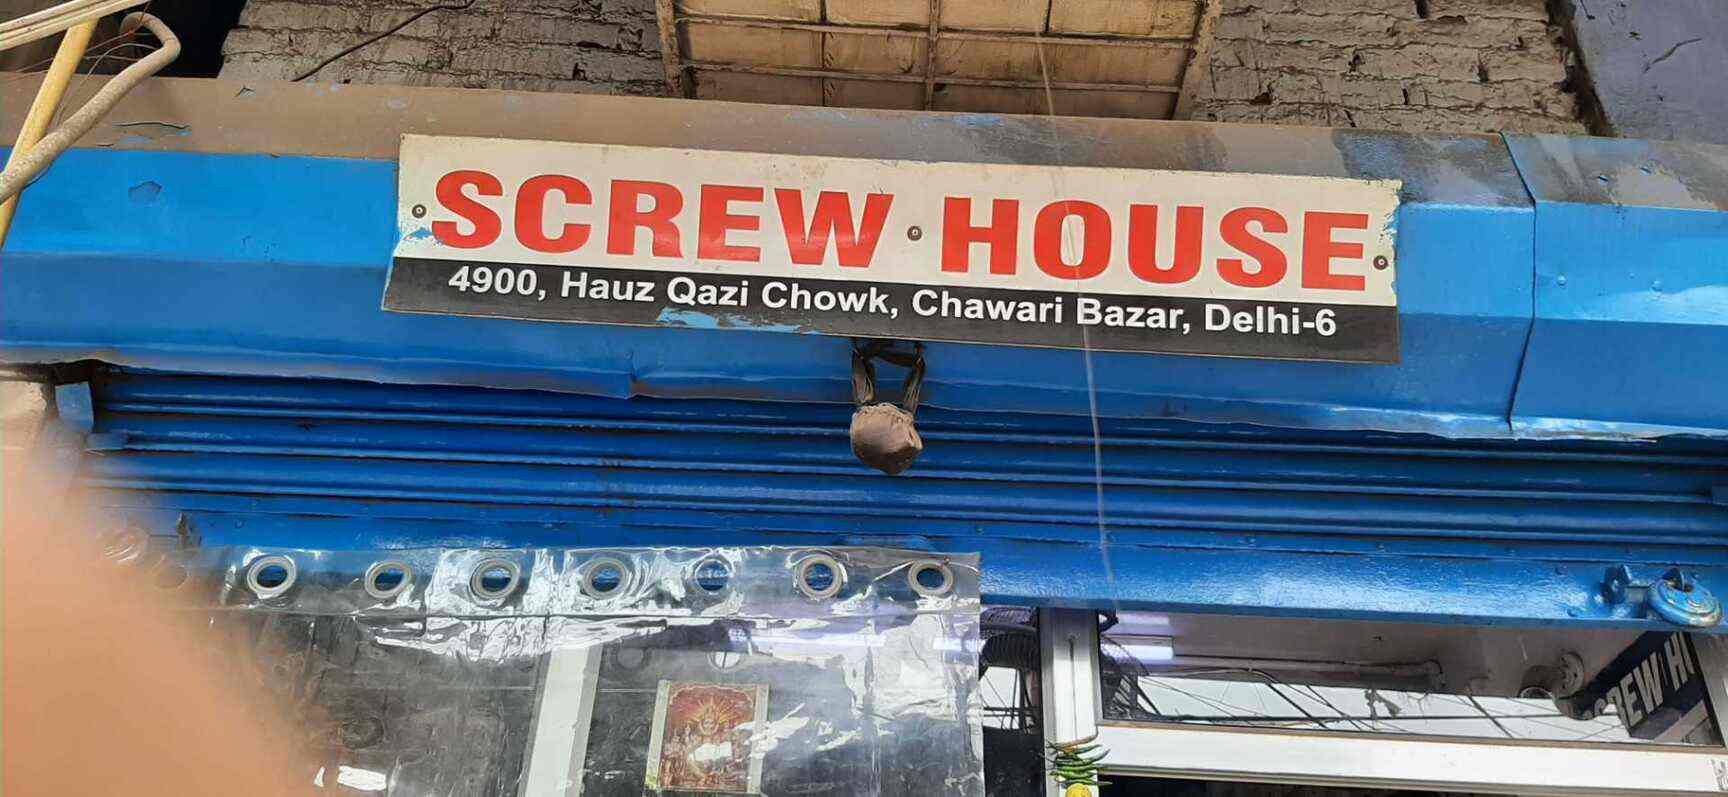 SCREW HOUSE
4900, Hauz Qazi Chowk, Chawari Bazar, Delhi-6